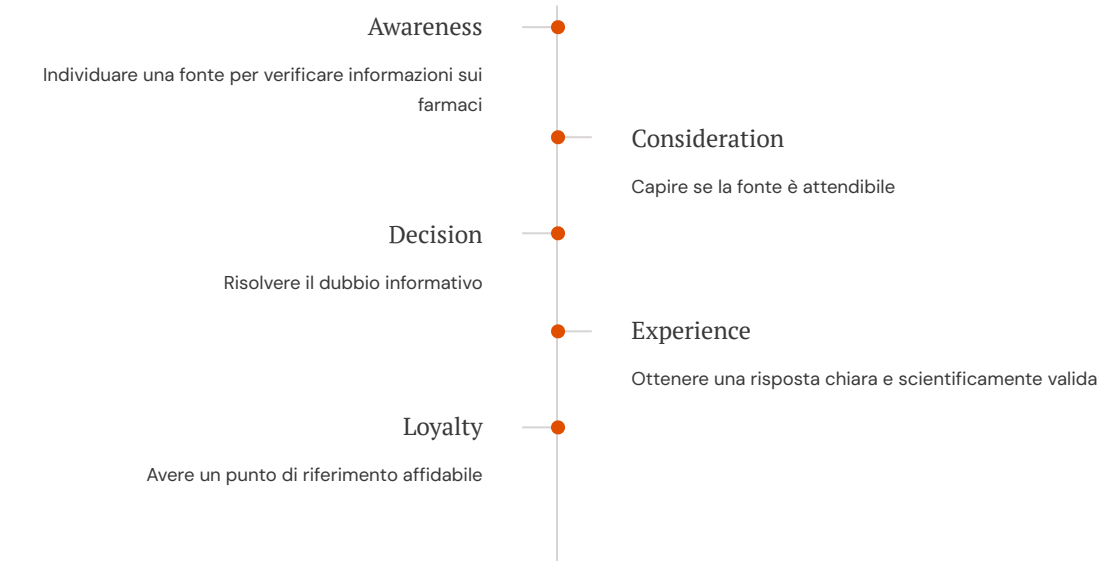 Awareness
Individuare una fonte per verificare informazioni sui
farmaci
Consideration
Capire se la fonte è attendibile
Decision
Risolvere il dubbio informativo
Experience
Ottenere una risposta chiara e scientificamente valida
Loyalty
Avere un punto di riferimento affidabile